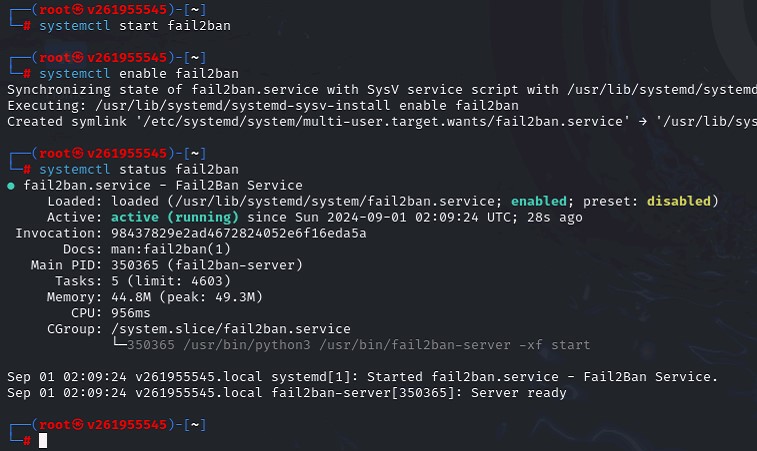 ┌──(root㉿v261955545)-[~]
└─# systemctl start fail2ban
┌──(root㉿v261955545)-[~]
└─# systemctl enable fail2ban
Synchronizing state of fail2ban.service with SysV service script with /usr/lib/systemd/systemd
Executing: /usr/lib/systemd/systemd-sysv-install enable fail2ban
Created symlink '/etc/systemd/system/multi-user.target.wants/fail2ban.service' → '/usr/lib/sys
┌──(root㉿v261955545)-[~]
└─# systemctl status fail2ban
● fail2ban.service - Fail2Ban Service
Loaded: loaded (/usr/lib/systemd/system/fail2ban.service; enabled; preset: disabled)
Active: active (running) since Sun 2024-09-01 02:09:24 UTC; 28s ago
Invocation: 98437829e2ad4672824052e6f16eda5a
Docs: man:fail2ban(1)
Main PID: 350365 (fail2ban-server)
Tasks: 5 (limit: 4603)
Memory: 44.8M (peak: 49.3M)
CPU: 956ms
CGroup: /system.slice/fail2ban.service
└─350365 /usr/bin/python3 /usr/bin/fail2ban-server -xf start
Sep 01 02:09:24 v261955545.local systemd[1]: Started fail2ban.service - Fail2Ban Service.
Sep 01 02:09:24 v261955545.local fail2ban-server[350365]: Server ready
┌──(root㉿v261955545)-[~]
└─#